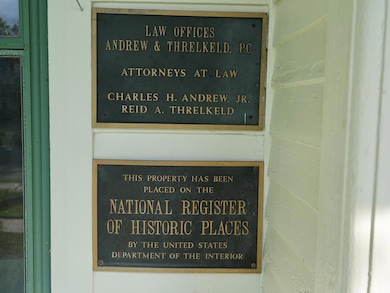 LAW OFFICES
ANDREW & THRELKELD, PC
ATTORNEYS AT LAW
CHARLES H. ANDREW, JR.
REID A. THRELKELD
THIS PROPERTY HAS BEEN
PLACED ON THE
NATIONAL REGISTER
OF HISTORIC PLACES
BY THE UNITED STATES
DEPARTMENT OF THE INTERIOR